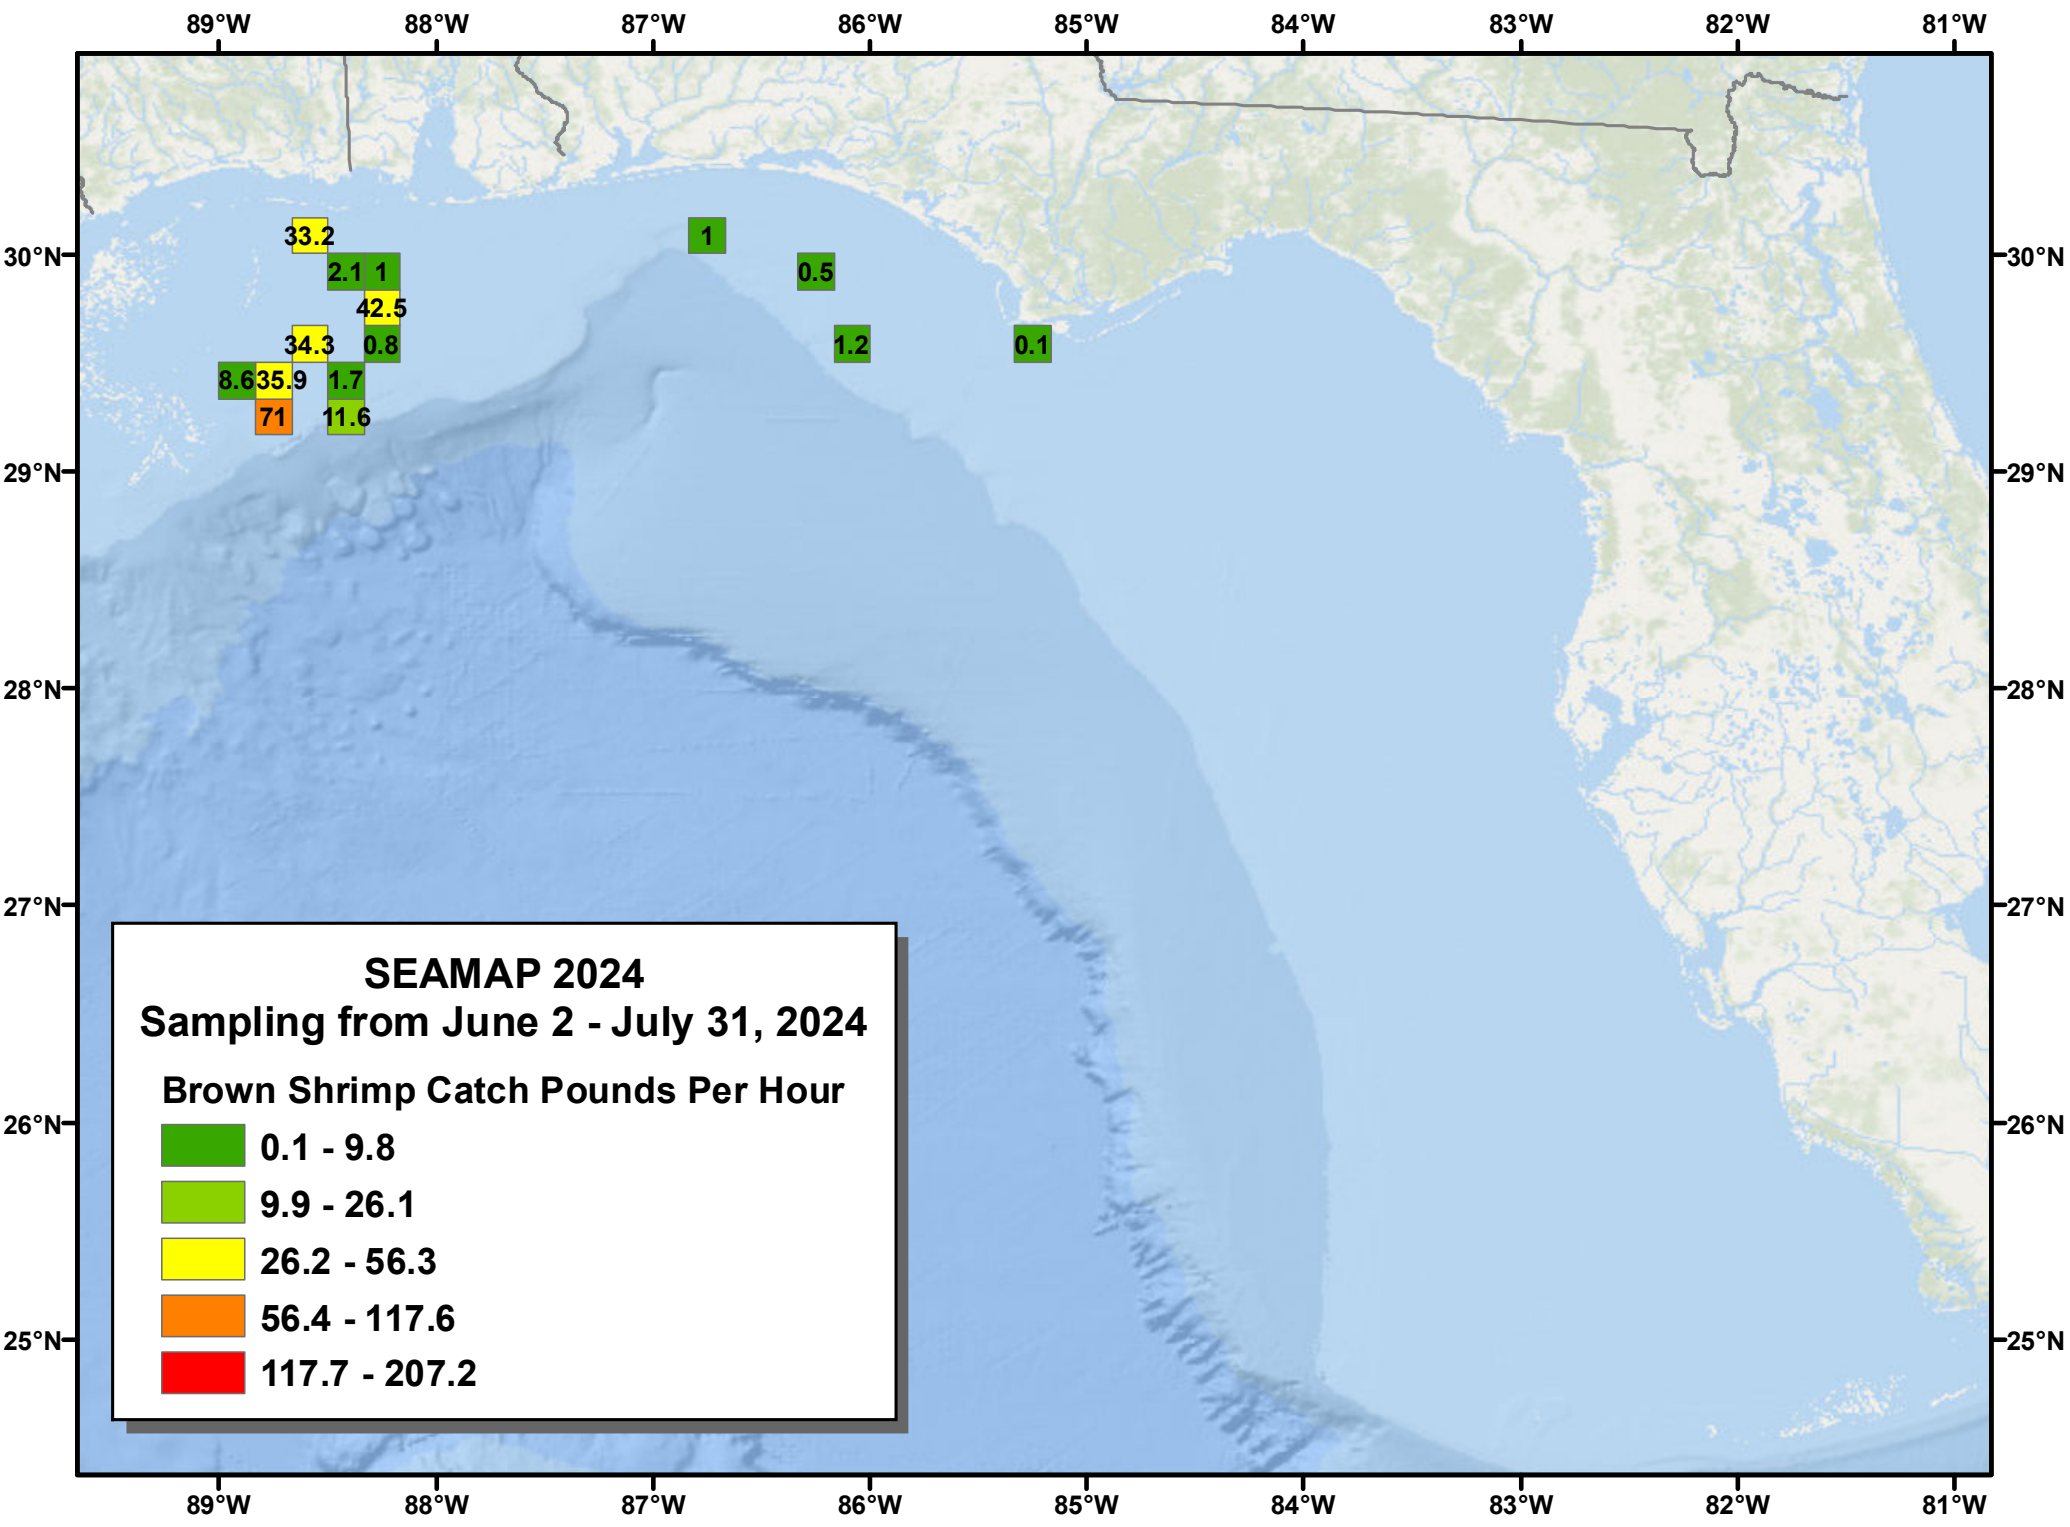 89°W 88°W 87°W 86°W 85°W 84°W 83°W 82°W 81°W
33.2
1
30°N 30°N
2.1 1
0.5
42.5
34.3 0.8
1.2 0.1
8.6 35.9 1.7
71 11.6
29°N 29°N
28°N 28°N
27°N 27°N
SEAMAP 2024
Sampling from June 2 - July 31, 2024
Brown Shrimp Catch Pounds Per Hour
26°N 26°N
0.1 - 9.8
9.9 - 26.1
26.2 - 56.3
56.4 - 117.6
25°N 25°N
117.7 - 207.2
89°W 88°W 87°W 86°W 85°W 84°W 83°W 82°W 81°W